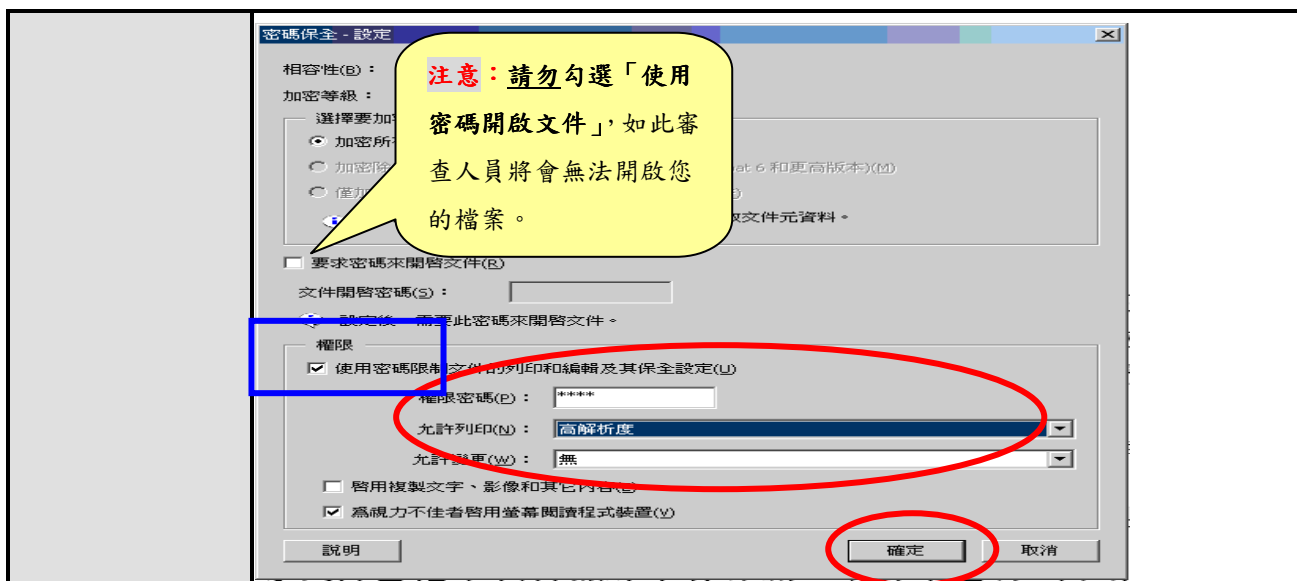 密碼保全 - 設定
相容性(B)：
加密等級：
注意：請勿勾選「使用
密碼開啟文件」，如此審
查人員將會無法開啟您
的檔案。
選擇要加
加密所
加密除
at 6 和更高版本)(M)
僅加
文件元資料。
要求密碼來開啓文件(R)
文件開啓密碼(S)：
設定後，需要此密碼來開啓文件。
權限
使用密碼限制文件的列印和編輯及其保全設定(U)
權限密碼(P)： ****
允許列印(N)： 高解析度
允許變更(W)： 無
啓用複製文字、影像和其它內容(E)
爲視力不佳者啓用螢幕閱讀程式裝置(V)
說明
確定
取消